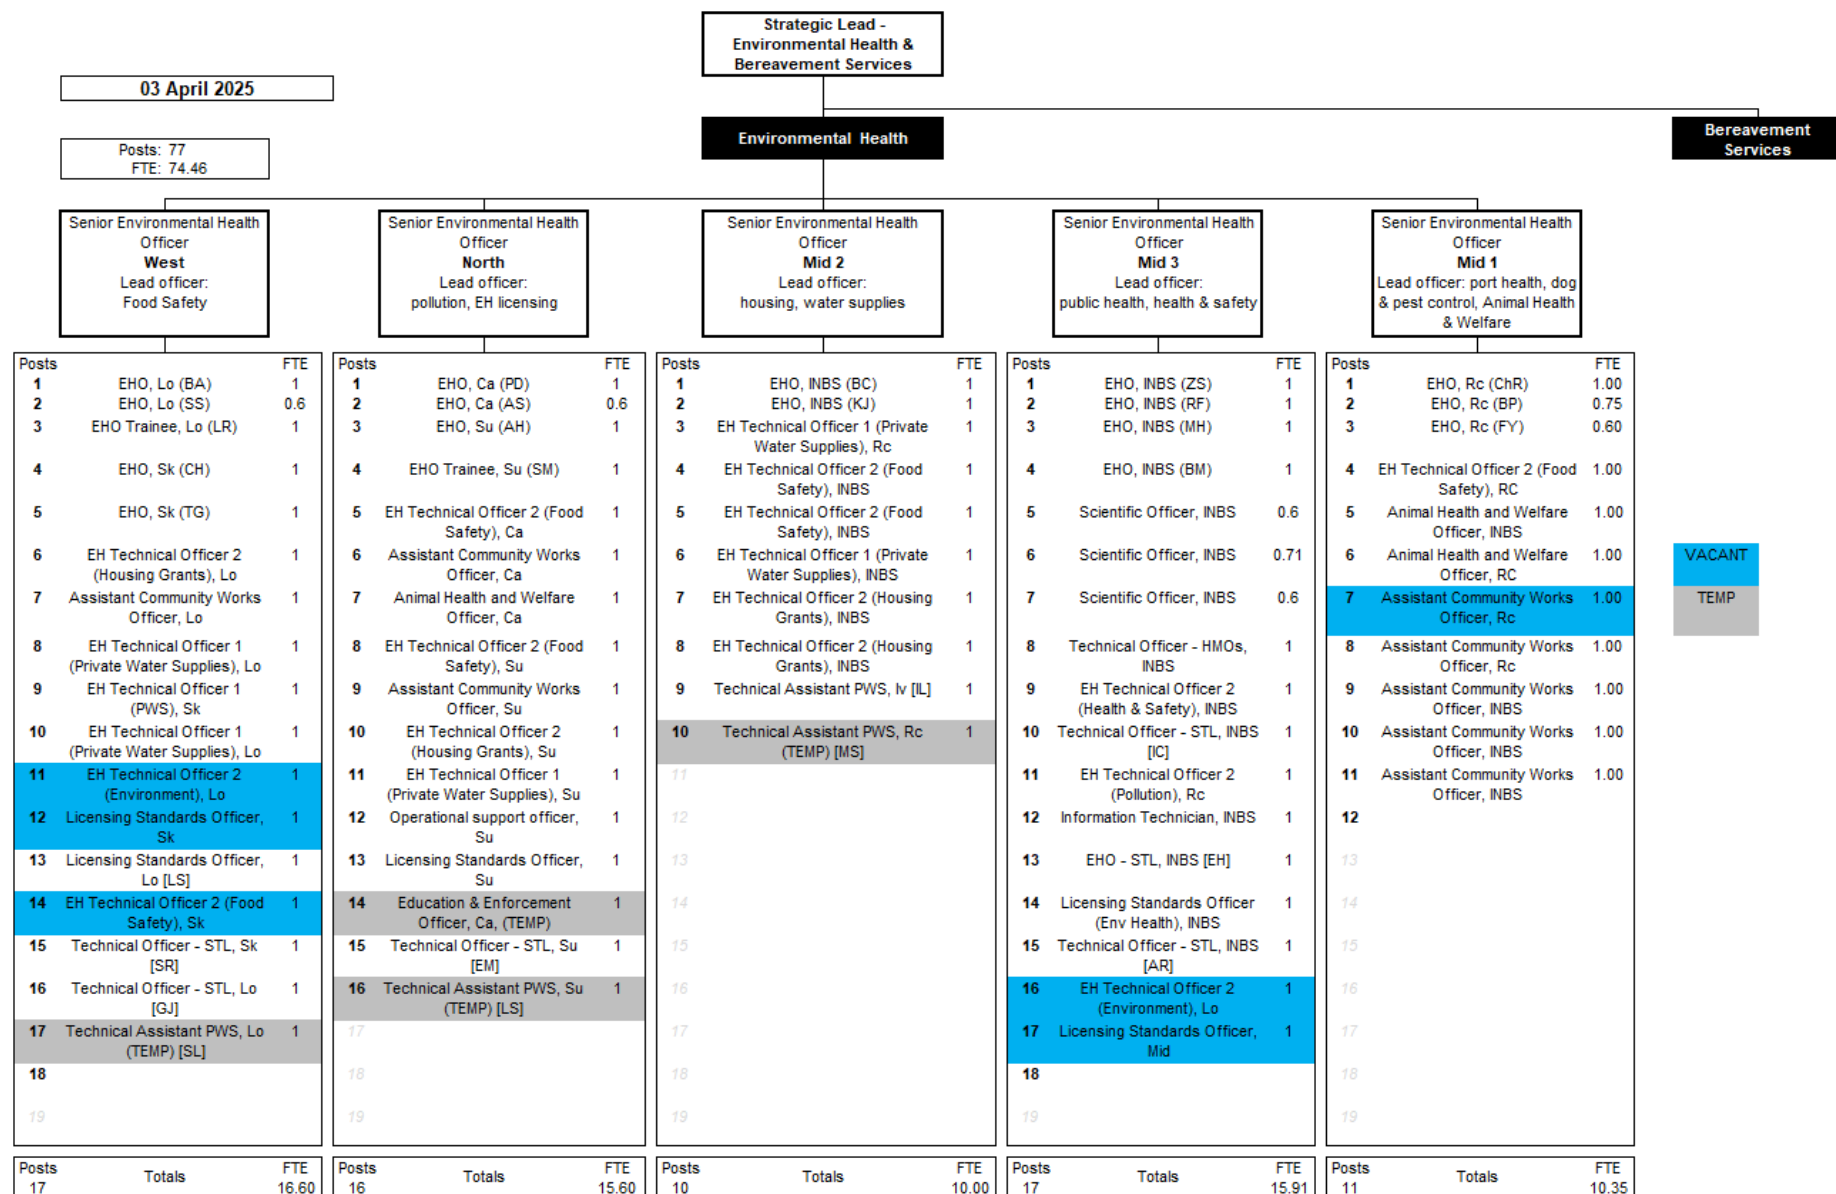 Strategic Lead -
Environmental Health &
Bereavement Services
03 April 2025
Posts: 77
FTE: 74.46
Environmental Health
Bereavement
Services
Senior Environmental Health
Officer
West
Lead officer:
Food Safety
Senior Environmental Health
Officer
North
Lead officer:
pollution, EH licensing
Senior Environmental Health
Officer
Mid 2
Lead officer:
housing, water supplies
Senior Environmental Health
Officer
Mid 3
Lead officer:
public health, health & safety
Senior Environmental Health
Officer
Mid 1
Lead officer: port health, dog
& pest control, Animal Health
& Welfare
Posts FTE
1 EHO, Lo (BA) 1
2 EHO, Lo (SS) 0.6
3 EHO Trainee, Lo (LR) 1
4 EHO, Sk (CH) 1
5 EHO, Sk (TG) 1
6 EH Technical Officer 2 1
(Housing Grants), Lo
7 Assistant Community Works 1
Officer, Lo
8 EH Technical Officer 1 1
(Private Water Supplies), Lo
9 EH Technical Officer 1 1
(PWS), Sk
10 EH Technical Officer 1 1
(Private Water Supplies), Lo
11 EH Technical Officer 2 1
(Environment), Lo
12 Licensing Standards Officer, 1
Sk
13 Licensing Standards Officer, 1
Lo [LS]
14 EH Technical Officer 2 (Food 1
Safety), Sk
15 Technical Officer - STL, Sk 1
[SR]
16 Technical Officer - STL, Lo 1
[GJ]
17 Technical Assistant PWS, Lo 1
(TEMP) [SL]
18
19
Posts Totals FTE
17 16.60
Posts FTE
1 EHO, Ca (PD) 1
2 EHO, Ca (AS) 0.6
3 EHO, Su (AH) 1
4 EHO Trainee, Su (SM) 1
5 EH Technical Officer 2 (Food 1
Safety), Ca
6 Assistant Community Works 1
Officer, Ca
7 Animal Health and Welfare 1
Officer, Ca
8 EH Technical Officer 2 (Food 1
Safety), Su
9 Assistant Community Works 1
Officer, Su
10 EH Technical Officer 2 1
(Housing Grants), Su
11 EH Technical Officer 1 1
(Private Water Supplies), Su
12 Operational support officer, 1
Su
13 Licensing Standards Officer, 1
Su
14 Education & Enforcement 1
Officer, Ca, (TEMP)
15 Technical Officer - STL, Su 1
[EM]
16 Technical Assistant PWS, Su 1
(TEMP) [LS]
17
18
19
Posts Totals FTE
16 15.60
Posts FTE
1 EHO, INBS (BC) 1
2 EHO, INBS (KJ) 1
3 EH Technical Officer 1 (Private 1
Water Supplies), Rc
4 EH Technical Officer 2 (Food 1
Safety), INBS
5 EH Technical Officer 2 (Food 1
Safety), INBS
6 EH Technical Officer 1 (Private 1
Water Supplies), INBS
7 EH Technical Officer 2 (Housing 1
Grants), INBS
8 EH Technical Officer 2 (Housing 1
Grants), INBS
9 Technical Assistant PWS, Iv [IL] 1
10 Technical Assistant PWS, Rc 1
(TEMP) [MS]
11
12
13
14
15
16
17
18
19
Posts Totals FTE
10 10.00
Posts FTE
1 EHO, INBS (ZS) 1
2 EHO, INBS (RF) 1
3 EHO, INBS (MH) 1
4 EHO, INBS (BM) 1
5 Scientific Officer, INBS 0.6
6 Scientific Officer, INBS 0.71
7 Scientific Officer, INBS 0.6
8 Technical Officer - HMOs, 1
INBS
9 EH Technical Officer 2 1
(Health & Safety), INBS
10 Technical Officer - STL, INBS 1
[IC]
11 EH Technical Officer 2 1
(Pollution), Rc
12 Information Technician, INBS 1
13 EHO - STL, INBS [EH] 1
14 Licensing Standards Officer 1
(Env Health), INBS
15 Technical Officer - STL, INBS 1
[AR]
16 EH Technical Officer 2 1
(Environment), Lo
17 Licensing Standards Officer, 1
Mid
18
19
Posts Totals FTE
17 15.91
Posts FTE
1 EHO, Rc (ChR) 1.00
2 EHO, Rc (BP) 0.75
3 EHO, Rc (FY) 0.60
4 EH Technical Officer 2 (Food 1.00
Safety), RC
5 Animal Health and Welfare 1.00
Officer, INBS
6 Animal Health and Welfare 1.00
Officer, RC
7 Assistant Community Works 1.00
Officer, Rc
8 Assistant Community Works 1.00
Officer, Rc
9 Assistant Community Works 1.00
Officer, INBS
10 Assistant Community Works 1.00
Officer, INBS
11 Assistant Community Works 1.00
Officer, INBS
12
13
14
15
16
17
18
19
Posts Totals FTE
11 10.35
VACANT
TEMP